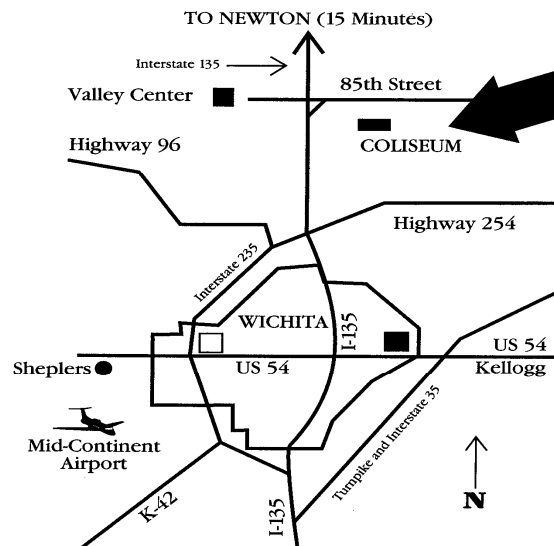 TO NEWTON (15 Minutes)
Interstate 135
85th Street
Valley Center
COLISEUM
Highway 96
Highway 254
Interstate 235
WICHITA
I-135
US 54
Sheplers
US 54
Kellogg
Mid-Continent
Airport
Turnpike and Interstate 35
K-42
I-135
N